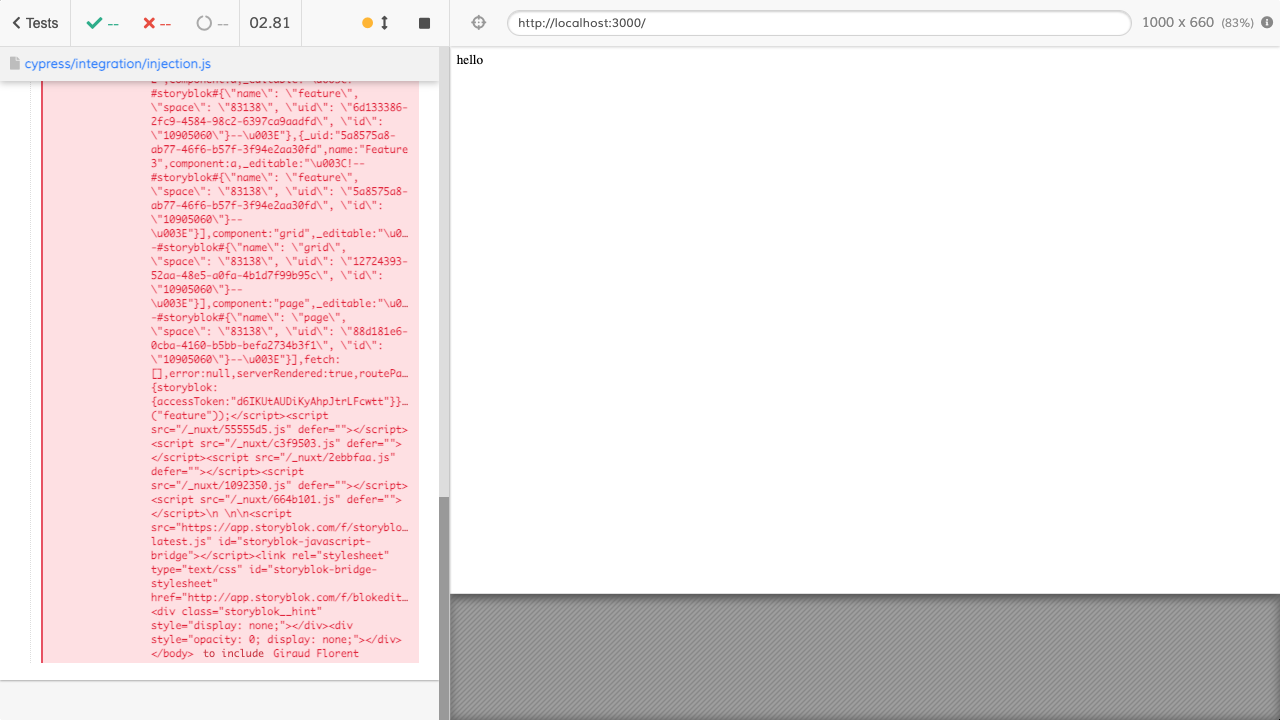 Tests -- -- -- 02.81
http://localhost:3000/ 1000 x 660 (83%)
cypress/integration/injection.js
hello
#storyblok#{\"name\": \"feature\",
\"space\": \"83138\", \"uid\": \"6d133386-
2fc9-4584-98c2-6397ca9aadfd\", \"id\":
\"10905060\"}--\u003E"},{_uid:"5a8575a8-
ab77-46f6-b57f-3f94e2aa30fd",name:"Feature
3",component:a,_editable:"\u003C!--
#storyblok#{\"name\": \"feature\",
\"space\": \"83138\", \"uid\": \"5a8575a8-
ab77-46f6-b57f-3f94e2aa30fd\", \"id\":
\"10905060\"}--
\u003E"}],component:"grid",_editable:"\u0…
-#storyblok#{\"name\": \"grid\",
\"space\": \"83138\", \"uid\": \"12724393-
52aa-48e5-a0fa-4b1d7f99b95c\", \"id\":
\"10905060\"}--
\u003E"}],component:"page",_editable:"\u0…
-#storyblok#{\"name\": \"page\",
\"space\": \"83138\", \"uid\": \"88d181e6-
0cba-4160-b5bb-befa2734b3f1\", \"id\":
\"10905060\"}--\u003E"}],fetch:
[],error:null,serverRendered:true,routePa…
{storyblok:
{accessToken:"d6IKUtAUDiKyAhpJtrLFcwtt"}}…
("feature"));</script><script
src="/_nuxt/55555d5.js" defer=""></script>
<script src="/_nuxt/c3f9503.js" defer="">
</script><script src="/_nuxt/2ebbfaa.js"
defer=""></script><script
src="/_nuxt/1092350.js" defer=""></script>
<script src="/_nuxt/664b101.js" defer="">
</script>\n \n\n<script
src="https://app.storyblok.com/f/storyblo…
latest.js" id="storyblok-javascript-
bridge"></script><link rel="stylesheet"
type="text/css" id="storyblok-bridge-
stylesheet"
href="http://app.storyblok.com/f/blokedit…
<div class="storyblok__hint"
style="display: none;"></div><div
style="opacity: 0; display: none;"></div>
</body> to include Giraud Florent